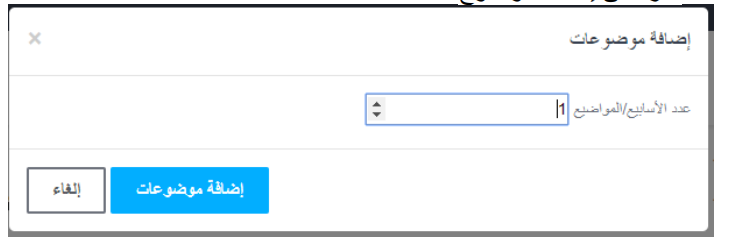 إضافة موضوعات
×
عدد الأسابيع/المواضيع 1
إضافة موضوعات
إلغاء